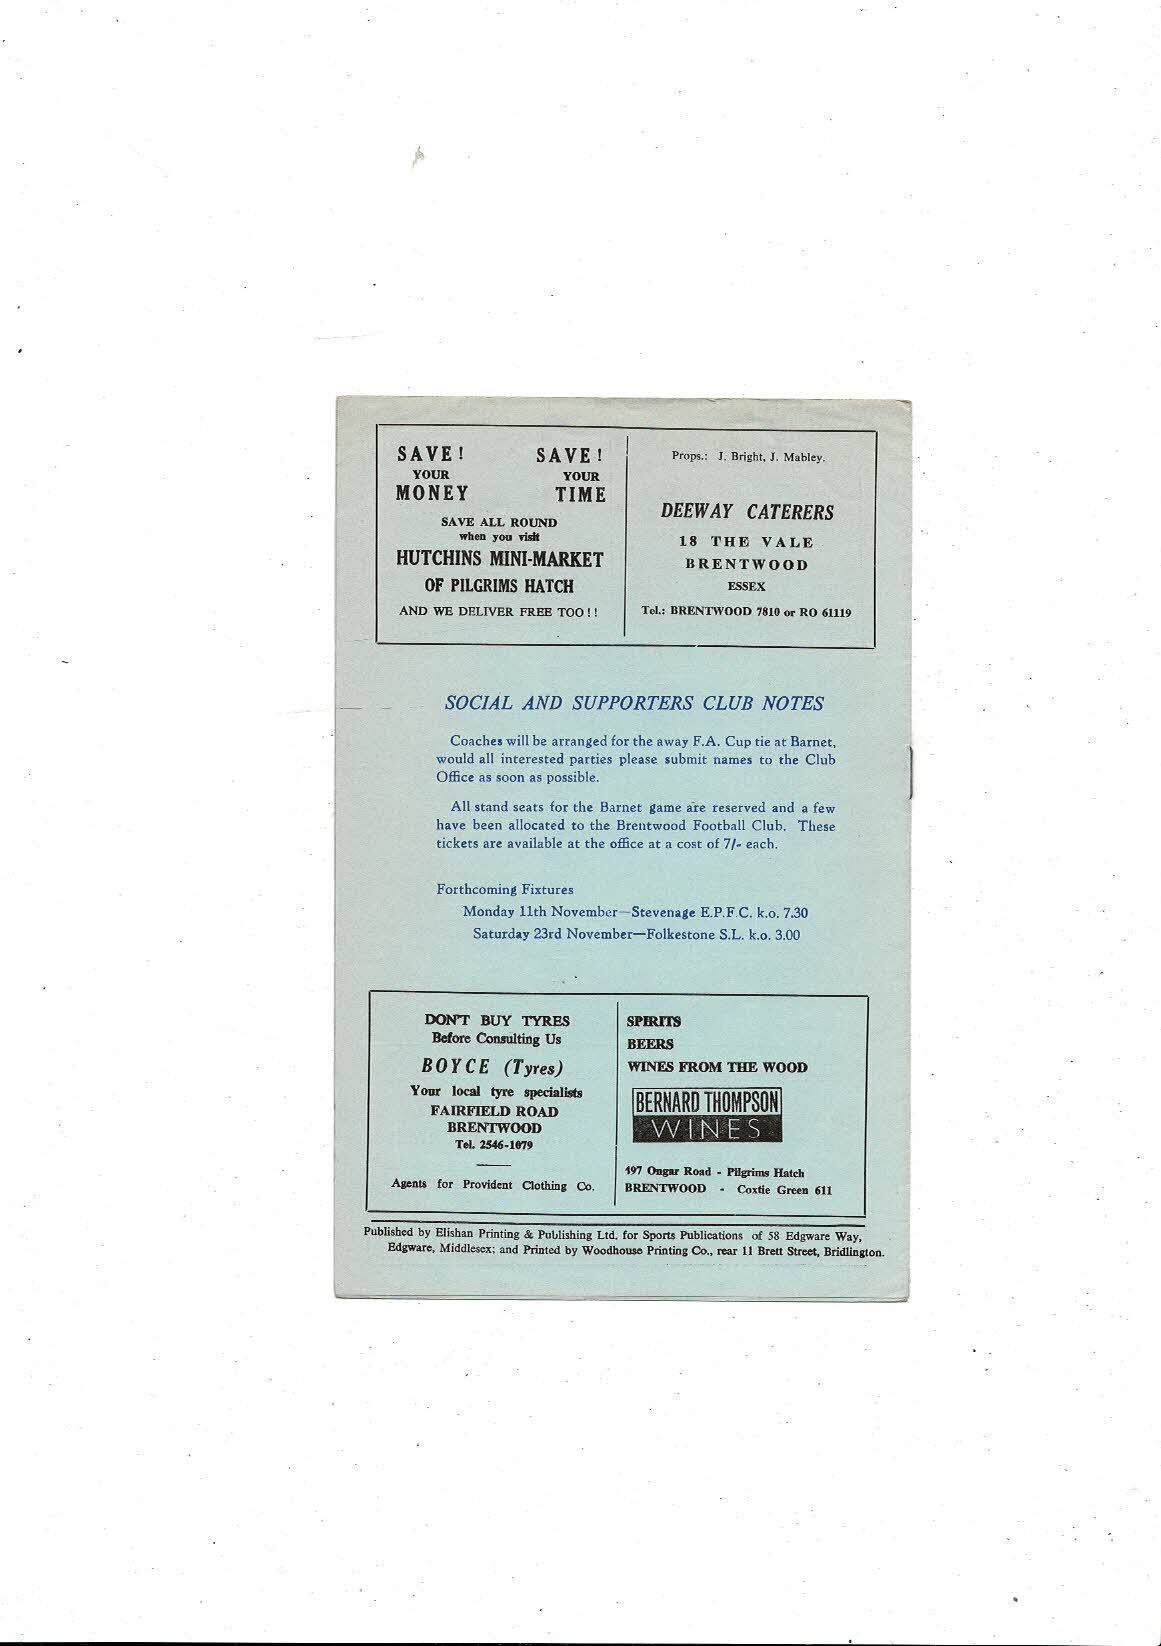 SAVE! SAVE!
YOUR YOUR
MONEY TIME
SAVE ALL ROUND
when you visit
HUTCHINS MINI-MARKET
OF PILGRIMS HATCH
AND WE DELIVER FREE TOO!!
Props.: J. Bright, J. Mabley.
DEEWAY CATERERS
18 THE VALE
BRENTWOOD
ESSEX
Tel.: BRENTWOOD 7810 or RO 61119
SOCIAL AND SUPPORTERS CLUB NOTES
Coaches will be arranged for the away F.A. Cup tie at Barnet,
would all interested parties please submit names to the Club
Office as soon as possible.
All stand seats for the Barnet game are reserved and a few
have been allocated to the Brentwood Football Club. These
tickets are available at the office at a cost of 7/- each.
Forthcoming Fixtures
Monday 11th November—Stevenage E.P.F.C. k.o. 7.30
Saturday 23rd November—Folkestone S.L. k.o. 3.00
DON'T BUY TYRES
Before Consulting Us
BOYCE (Tyres)
Your local tyre specialists
FAIRFIELD ROAD
BRENTWOOD
Tel. 2546-1079
Agents for Provident Clothing Co.
SPIRITS
BEERS
WINES FROM THE WOOD
BERNARD THOMPSON
WINES
197 Ongar Road - Pilgrims Hatch
BRENTWOOD - Coxtie Green 611
Published by Elishan Printing & Publishing Ltd. for Sports Publications of 58 Edgware Way,
Edgware, Middlesex; and Printed by Woodhouse Printing Co., rear 11 Brett Street, Bridlington.